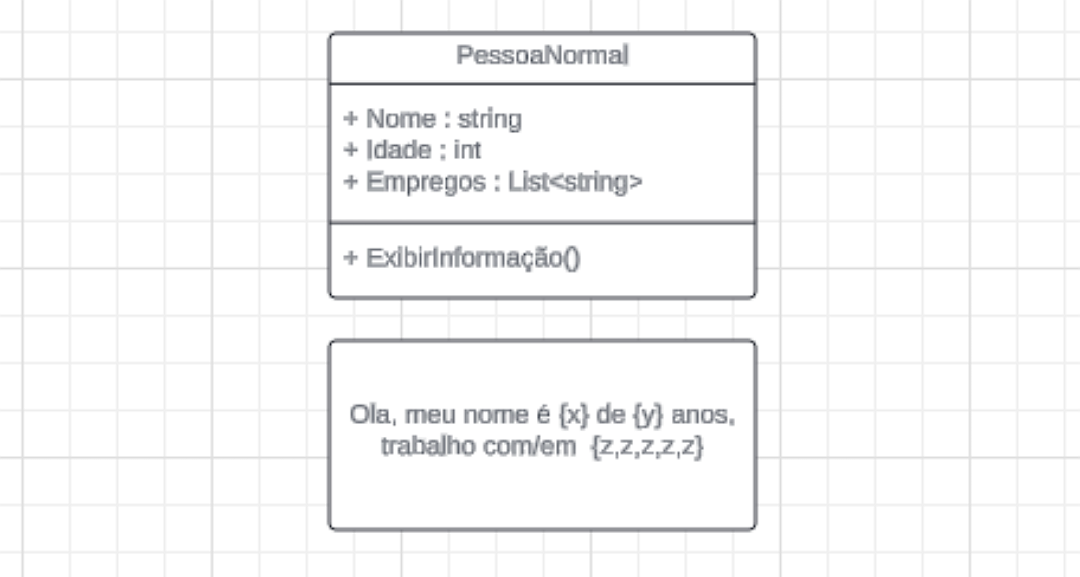 PessoaNormal
+ Nome : string
+ Idade : int
+ Empregos : List<string>
+ ExibirInformação()
Ola, meu nome é {x} de {y} anos,
trabalho com/em {z,z,z,z,z}